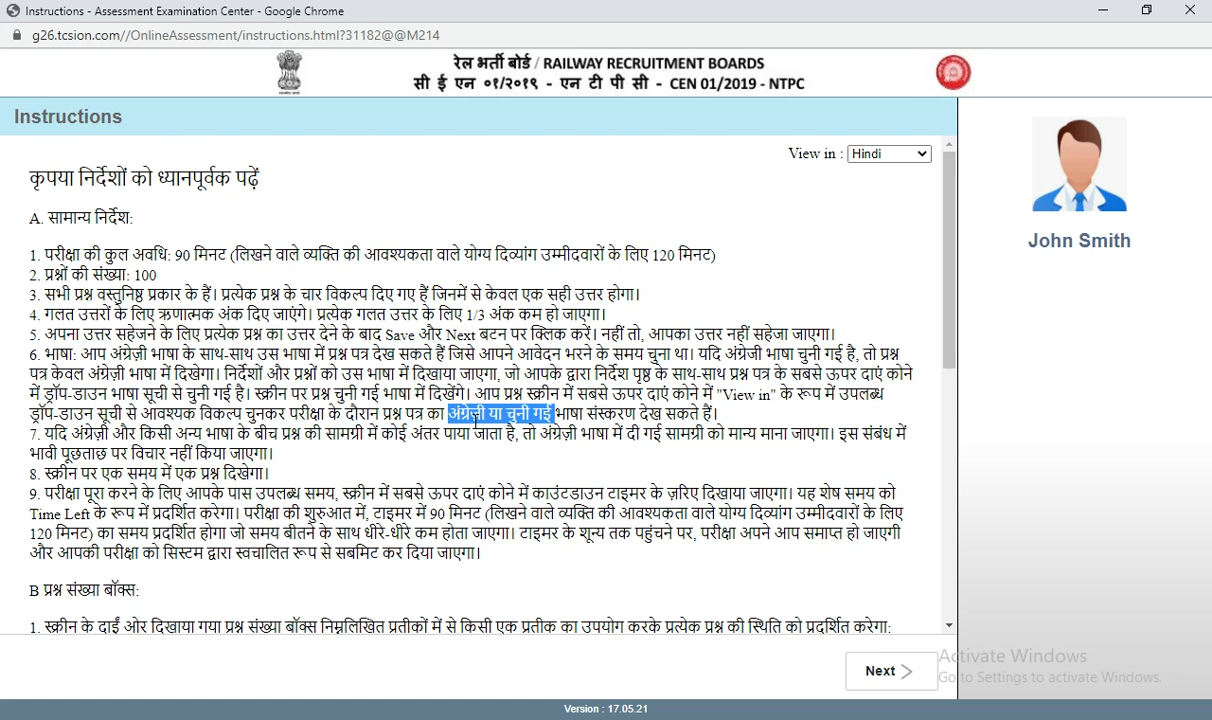 Instructions - Assessment Examination Center - Google Chrome
g26.tcsion.com//OnlineAssessment/instructions.html?31182@@M214
रेल भर्ती बोर्ड / RAILWAY RECRUITMENT BOARDS
सी ई एन ०१/२०१९ - एन टी पी सी - CEN 01/2019 - NTPC
Instructions
View in : Hindi
कृपया निर्देशों को ध्यानपूर्वक पढ़ें
A. सामान्य निर्देश:
1. परीक्षा की कुल अवधि: 90 मिनट (लिखने वाले व्यक्ति की आवश्यकता वाले योग्य दिव्यांग उम्मीदवारों के लिए 120 मिनट)
2. प्रश्नों की संख्या: 100
3. सभी प्रश्न वस्तुनिष्ठ प्रकार के हैं। प्रत्येक प्रश्न के चार विकल्प दिए गए हैं जिनमें से केवल एक सही उत्तर होगा।
4. गलत उत्तरों के लिए ऋणात्मक अंक दिए जाएंगे। प्रत्येक गलत उत्तर के लिए 1/3 अंक कम हो जाएगा।
5. अपना उत्तर सहेजने के लिए प्रत्येक प्रश्न का उत्तर देने के बाद Save और Next बटन पर क्लिक करें। नहीं तो, आपका उत्तर नहीं सहेजा जाएगा।
6. भाषा: आप अंग्रेज़ी भाषा के साथ-साथ उस भाषा में प्रश्न पत्र देख सकते हैं जिसे आपने आवेदन भरने के समय चुना था। यदि अंग्रेजी भाषा चुनी गई है, तो प्रश्न
पत्र केवल अंग्रेज़ी भाषा में दिखेगा। निर्देशों और प्रश्नों को उस भाषा में दिखाया जाएगा, जो आपके द्वारा निर्देश पृष्ठ के साथ-साथ प्रश्न पत्र के सबसे ऊपर दाएं कोने
में ड्रॉप-डाउन भाषा सूची से चुनी गई है। स्क्रीन पर प्रश्न चुनी गई भाषा में दिखेंगे। आप प्रश्न स्क्रीन में सबसे ऊपर दाएं कोने में "View in" के रूप में उपलब्ध
ड्रॉप-डाउन सूची से आवश्यक विकल्प चुनकर परीक्षा के दौरान प्रश्न पत्र का अंग्रेज़ी या चुनी गई भाषा संस्करण देख सकते हैं।
7. यदि अंग्रेज़ी और किसी अन्य भाषा के बीच प्रश्न की सामग्री में कोई अंतर पाया जाता है, तो अंग्रेज़ी भाषा में दी गई सामग्री को मान्य माना जाएगा। इस संबंध में
भावी पूछताछ पर विचार नहीं किया जाएगा।
8. स्क्रीन पर एक समय में एक प्रश्न दिखेगा।
9. परीक्षा पूरा करने के लिए आपके पास उपलब्ध समय, स्क्रीन में सबसे ऊपर दाएं कोने में काउंटडाउन टाइमर के ज़रिए दिखाया जाएगा। यह शेष समय को
Time Left के रूप में प्रदर्शित करेगा। परीक्षा की शुरुआत में, टाइमर में 90 मिनट (लिखने वाले व्यक्ति की आवश्यकता वाले योग्य दिव्यांग उम्मीदवारों के लिए
120 मिनट) का समय प्रदर्शित होगा जो समय बीतने के साथ धीरे-धीरे कम होता जाएगा। टाइमर के शून्य तक पहुंचने पर, परीक्षा अपने आप समाप्त हो जाएगी
और आपकी परीक्षा को सिस्टम द्वारा स्वचालित रूप से सबमिट कर दिया जाएगा।
B प्रश्न संख्या बॉक्स:
1. स्क्रीन के दाईं ओर दिखाया गया प्रश्न संख्या बॉक्स निम्नलिखित प्रतीकों में से किसी एक प्रतीक का उपयोग करके प्रत्येक प्रश्न की स्थिति को प्रदर्शित करेगा:
John Smith
Next
Activate Windows
Go to Settings to activate Windows.
Version : 17.05.21